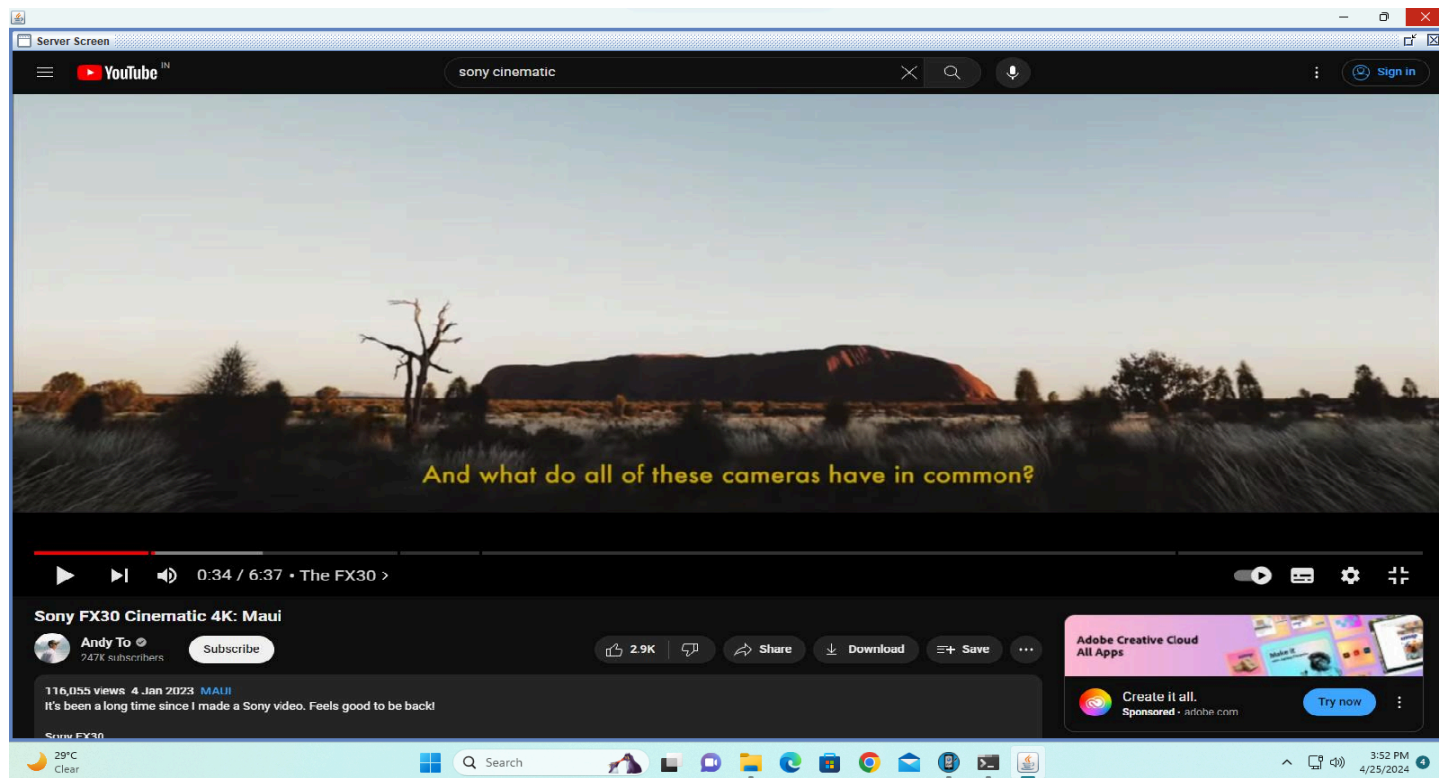 Server Screen
YouTube IN
sony cinematic
Sign in
And what do all of these cameras have in common?
0:34 / 6:37 • The FX30 >
Sony FX30 Cinematic 4K: Maui
Andy To
247K subscribers
Subscribe
2.9K
Share
Download
Save
116,055 views 4 Jan 2023 MAUI
It's been a long time since I made a Sony video. Feels good to be back!
Sony FX30
Adobe Creative Cloud
All Apps
Make it
Create it all.
Sponsored · adobe.com
Try now
29°C
Clear
Search
3:52 PM
4/25/2024
4